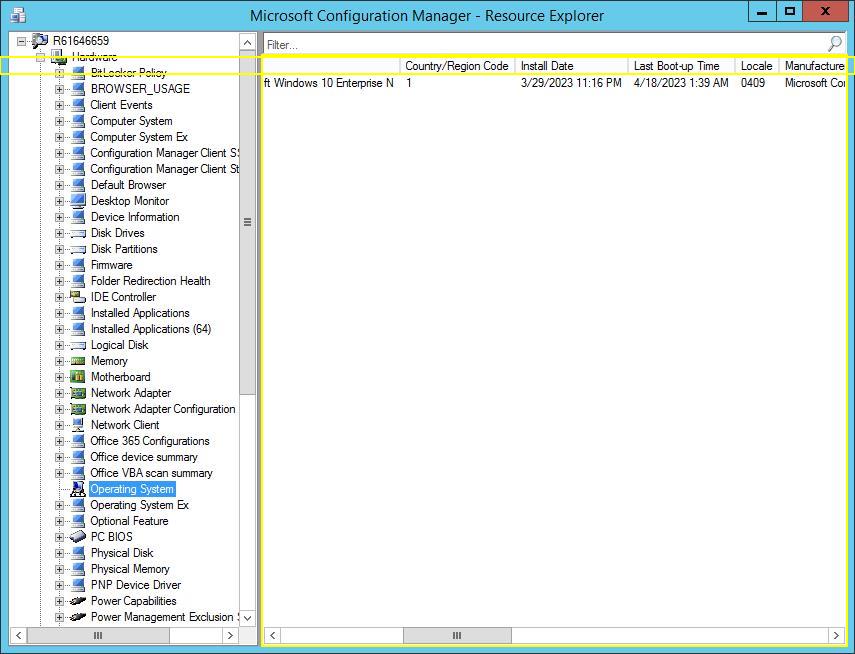 Microsoft Configuration Manager - Resource Explorer
X
R61646659
Hardware
BitLocker Policy
BROWSER_USAGE
Client Events
Computer System
Computer System Ex
Configuration Manager Client S
Configuration Manager Client St
Default Browser
Desktop Monitor
Device Information
Disk Drives
Disk Partitions
Firmware
Folder Redirection Health
IDE Controller
Installed Applications
Installed Applications (64)
Logical Disk
Memory
Motherboard
Network Adapter
Network Adapter Configuration
Network Client
Office 365 Configurations
Office device summary
Office VBA scan summary
Operating System
Operating System Ex
Optional Feature
PC BIOS
Physical Disk
Physical Memory
PNP Device Driver
Power Capabilities
Power Management Exclusion
Filter...
Country/Region Code Install Date Last Boot-up Time Locale Manufacture
ft Windows 10 Enterprise N 1 3/29/2023 11:16 PM 4/18/2023 1:39 AM 0409 Microsoft Co